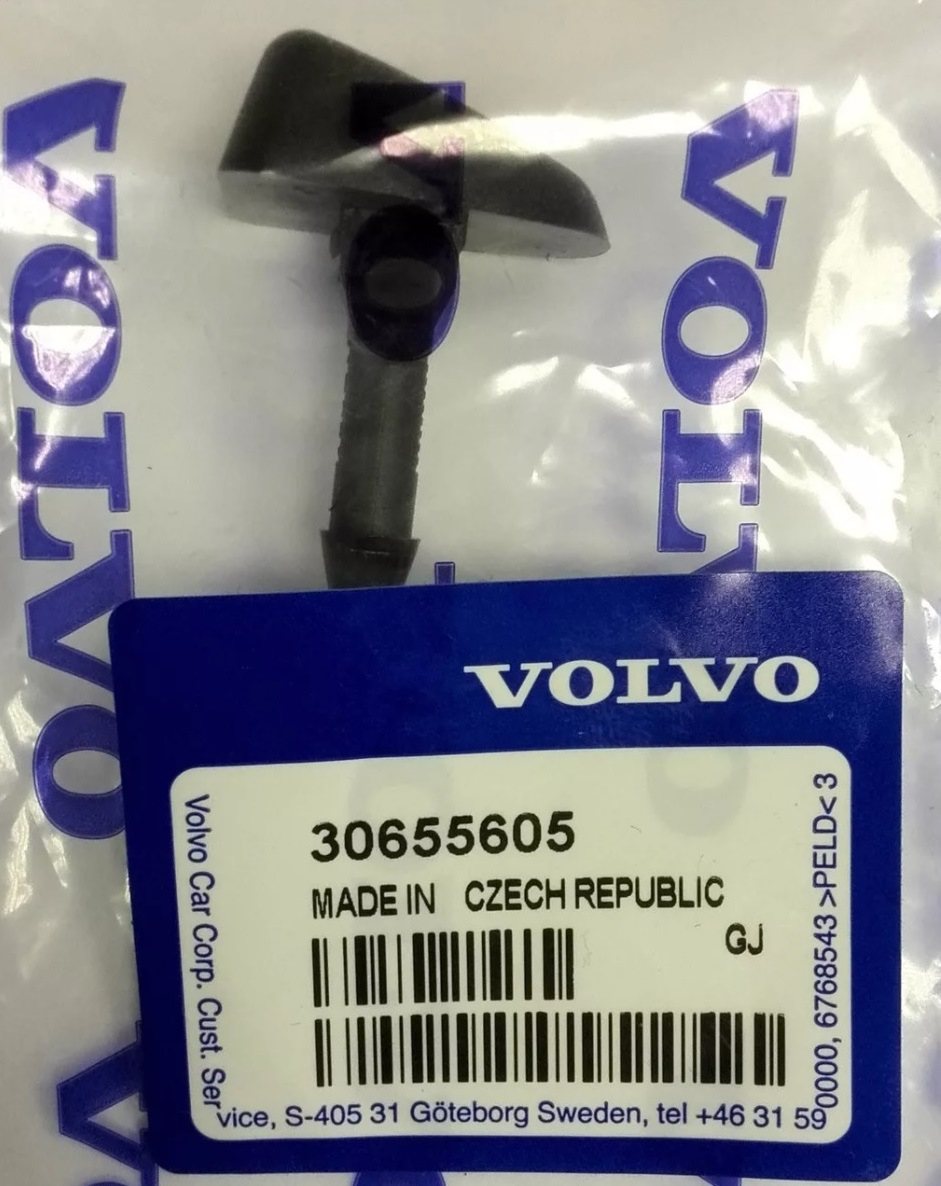 VOLVO
VOLVO
VOLV
VOLVO
30655605
MADE IN CZECH REPUBLIC
GJ
Volvo Car Corp. Cust. Service, S-405 31 Göteborg Sweden, tel +46 31 590000, 6768543 >PELD< 3